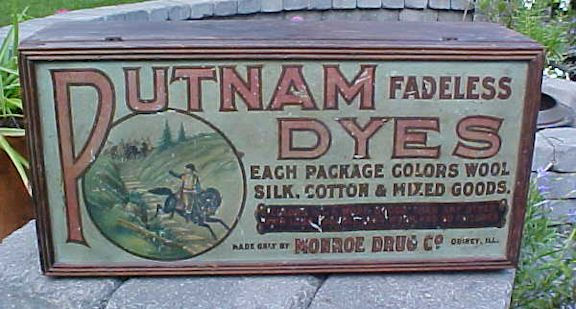 PUTNAM FADELESS
DYES
EACH PACKAGE COLORS WOOL
SILK, COTTON & MIXED GOODS.
MADE ONLY BY MONROE DRUG CO QUINCY, ILL.